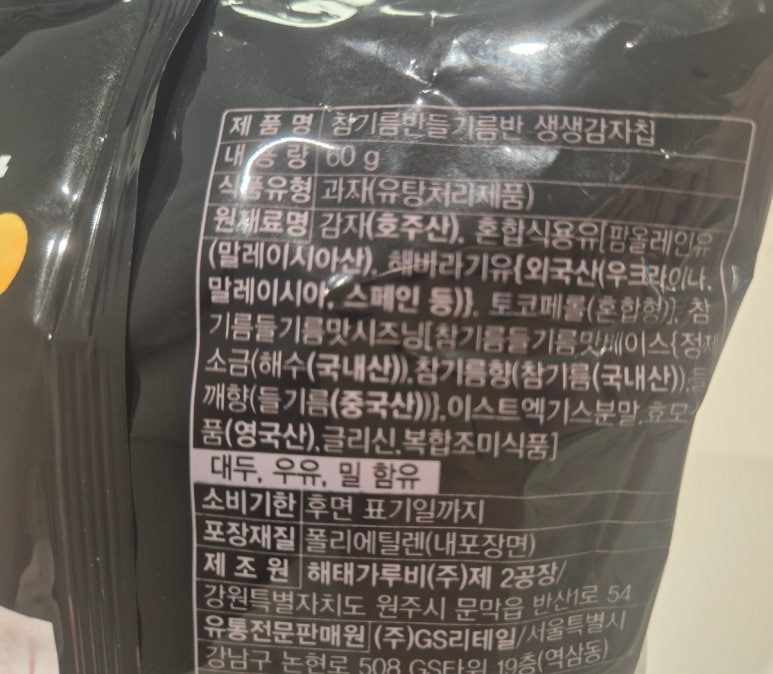 제 품 명 참기름반들기름반 생생감자칩
내 용 량 60 g
식품유형 과자(유탕처리제품)
원재료명 감자(호주산), 혼합식용유[팜올레인유
(말레이시아산), 해바라기유{외국산(우크라이나,
말레이시아, 스페인 등)}, 토코페롤(혼합형)], 참
기름들기름맛시즈닝[참기름들기름맛베이스{정제
소금(해수(국내산)),참기름향(참기름(국내산)),들
깨향(들기름(중국산))},이스트엑기스분말,효모
품(영국산),글리신,복합조미식품]
대두, 우유, 밀 함유
소비기한 후면 표기일까지
포장재질 폴리에틸렌(내포장면)
제 조 원 해태가루비(주)제 2공장/
강원특별자치도 원주시 문막읍 반산1로 54
유통전문판매원 (주)GS리테일/서울특별시
강남구 논현로 508 GS타워 19층(역삼동)